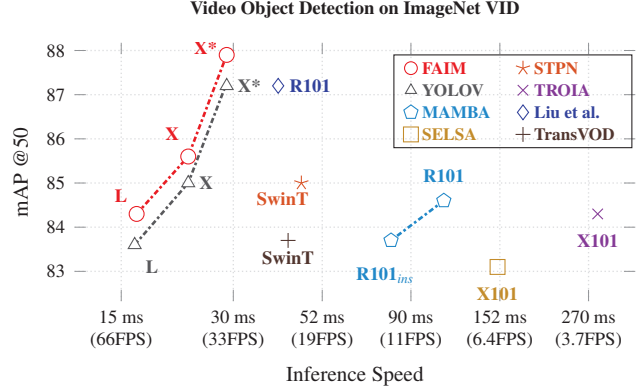 Video Object Detection on ImageNet VID
mAP @50
88
87
86
85
84
83
X*
X* R101
X
X
L
L
SwinT
SwinT
R101
R101ins
X101
X101
FAIM STPN
YOLOV TROIA
MAMBA Liu et al.
SELSA TransVOD
15 ms 30 ms 52 ms 90 ms 152 ms 270 ms
(66FPS) (33FPS) (19FPS) (11FPS) (6.4FPS) (3.7FPS)
Inference Speed